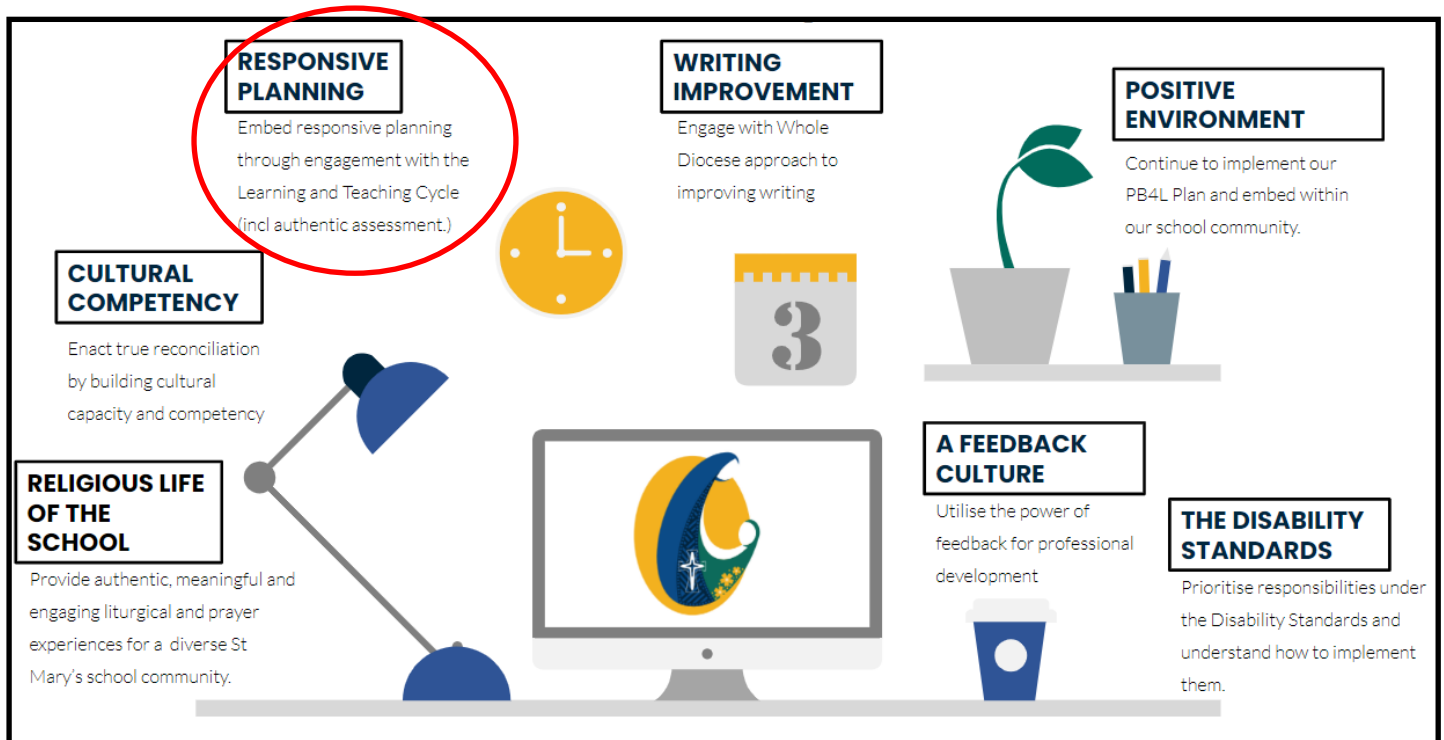 RESPONSIVE
PLANNING
Embed responsive planning
through engagement with the
Learning and Teaching Cycle
(incl authentic assessment.)
WRITING
IMPROVEMENT
Engage with Whole
Diocese approach to
improving writing
POSITIVE
ENVIRONMENT
Continue to implement our
PB4L Plan and embed within
our school community.
CULTURAL
COMPETENCY
Enact true reconciliation
by building cultural
capacity and competency
3
RELIGIOUS LIFE
OF THE
SCHOOL
Provide authentic, meaningful and
engaging liturgical and prayer
experiences for a diverse St
Mary's school community.
A FEEDBACK
CULTURE
Utilise the power of
feedback for professional
development
THE DISABILITY
STANDARDS
Prioritise responsibilities under
the Disability Standards and
understand how to implement
them.